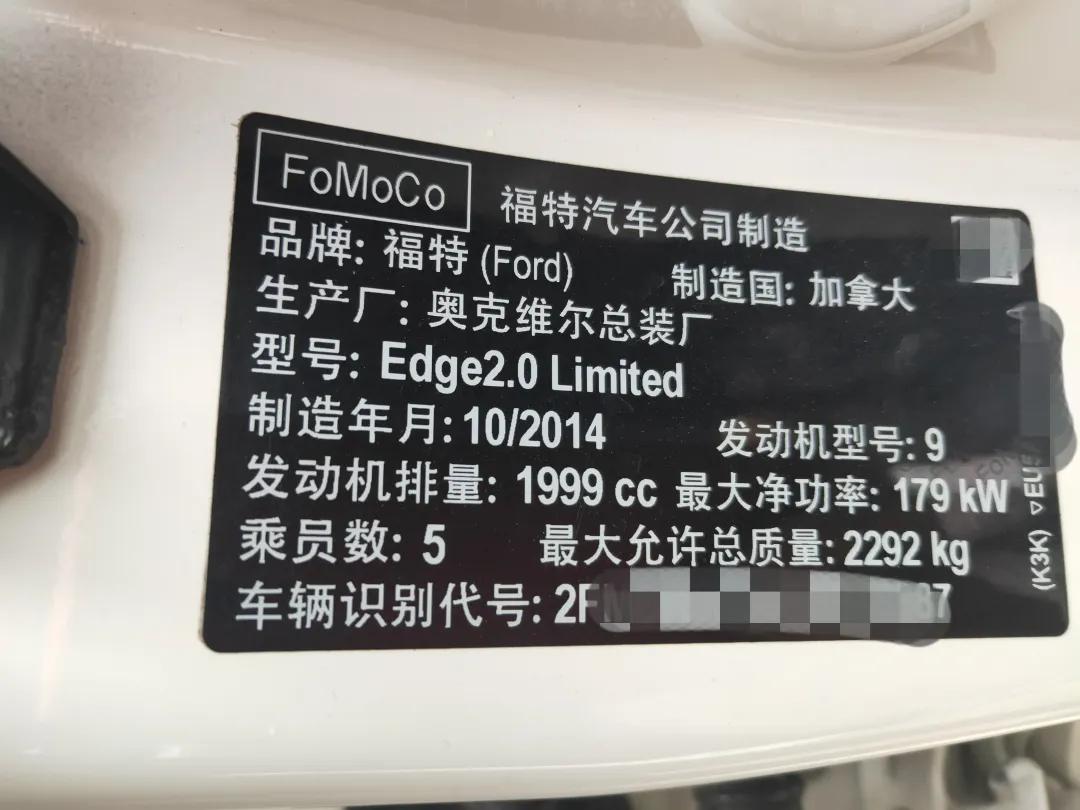 FoMoCo 福特汽车公司制造
品牌: 福特 (Ford) 制造国: 加拿大
生产厂: 奥克维尔总装厂
型号: Edge2.0 Limited
制造年月: 10/2014 发动机型号: 9
发动机排量: 1999 cc 最大净功率: 179 kW
乘员数: 5 最大允许总质量: 2292 kg
车辆识别代号: 2F
(K3K)